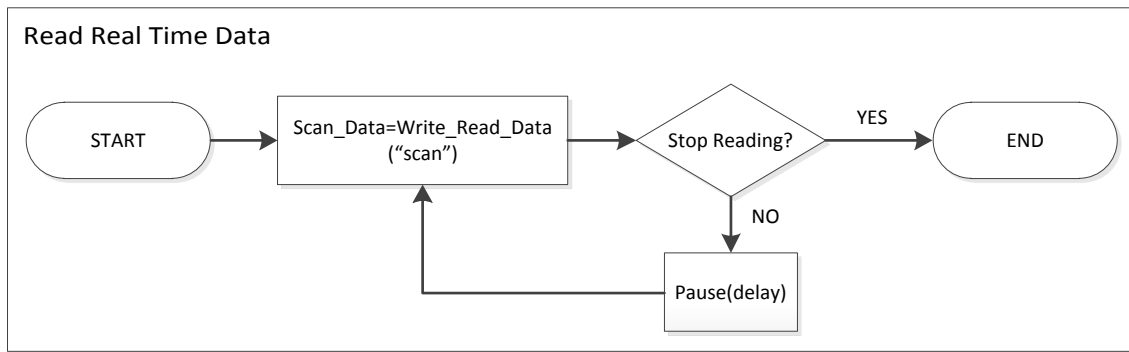 Read Real Time Data
START
Scan_Data=Write_Read_Data
(“scan”)
Stop Reading?
YES
END
NO
Pause(delay)